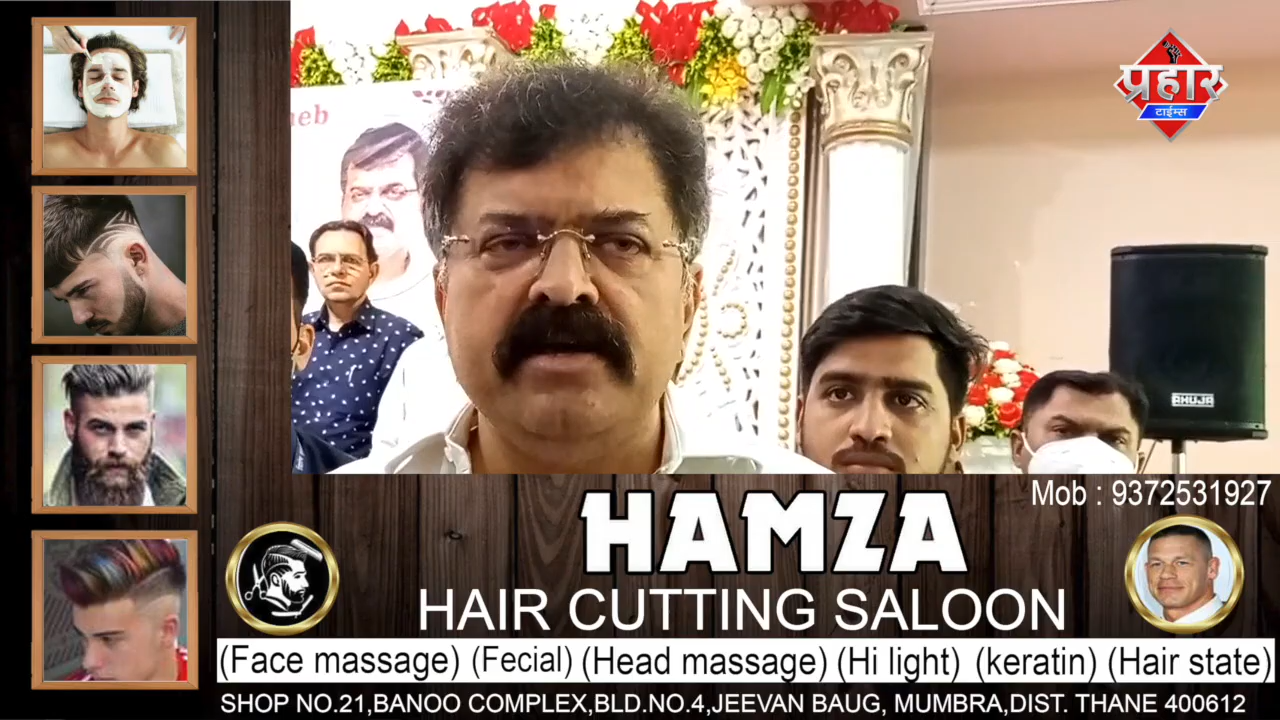 heb
प्रहार
टाईम्स
AHUJA
Mob : 9372531927
HAMZA
HAIR CUTTING SALOON
(Face massage) (Fecial) (Head massage) (Hi light) (keratin) (Hair state)
SHOP NO.21,BANOO COMPLEX,BLD.NO.4,JEEVAN BAUG, MUMBRA,DIST. THANE 400612